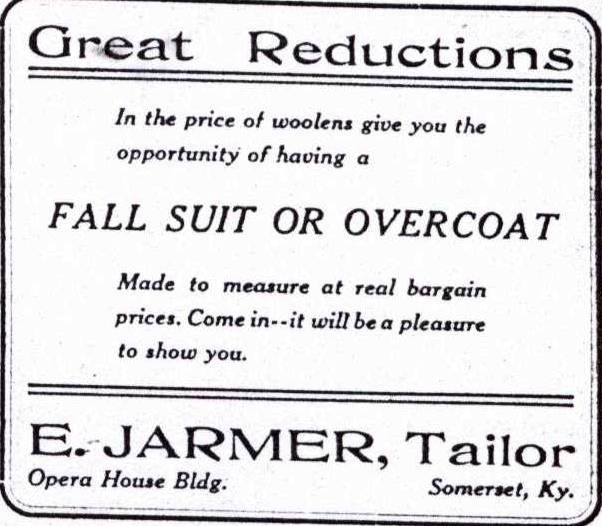 Great Reductions
In the price of woolens give you the
opportunity of having a
FALL SUIT OR OVERCOAT
Made to measure at real bargain
prices. Come in--it will be a pleasure
to show you.
E. JARMER, Tailor
Opera House Bldg. Somerset, Ky.